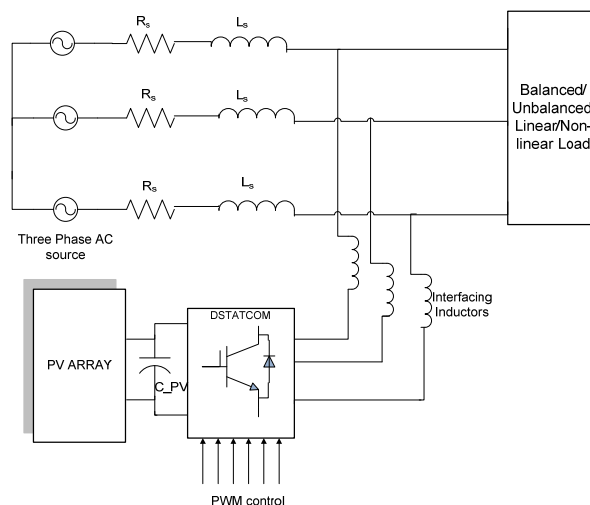 Rs
Ls
Rs
Ls
Rs
Ls
Balanced/
Unbalanced
Linear/Non-
linear Load
Three Phase AC
source
Interfacing
Inductors
DSTATCOM
PV ARRAY
C_PV
PWM control